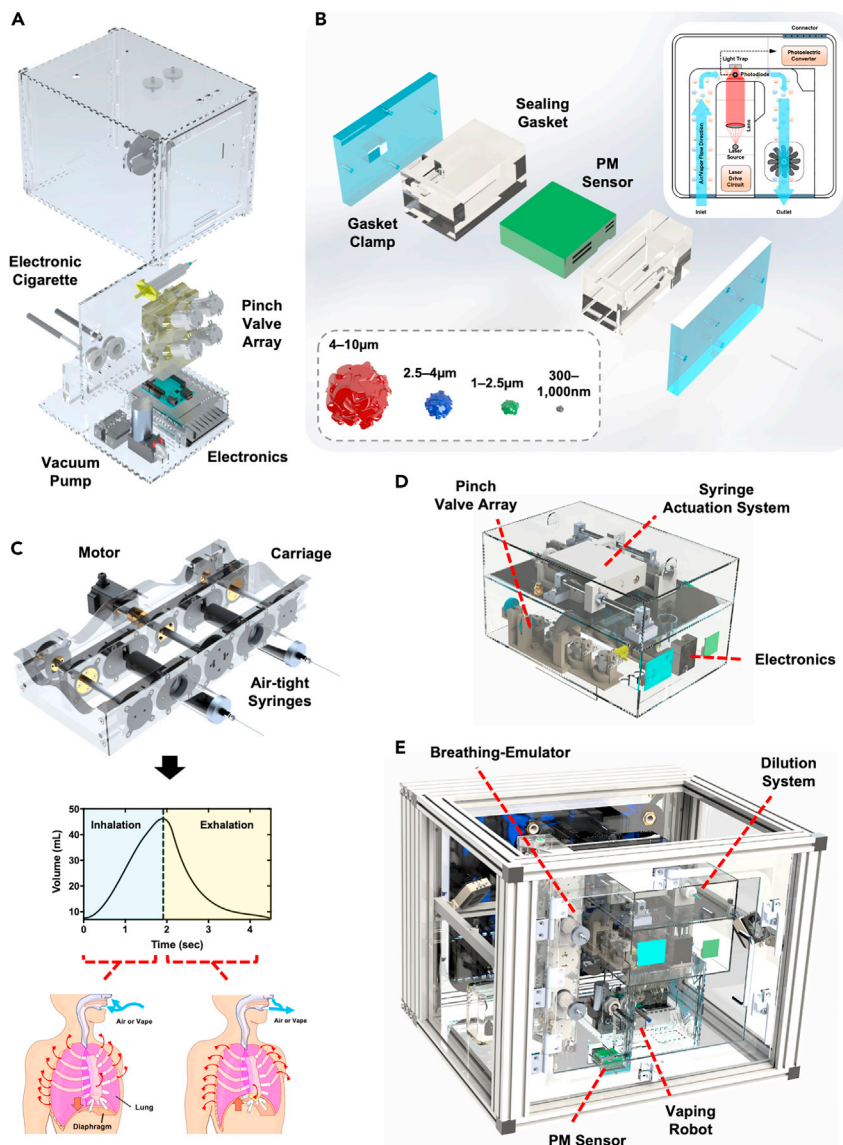 A
Electronic
Cigarette
Pinch
Valve
Array
Vacuum
Pump
Electronics
B
Sealing
Gasket
PM
Sensor
Gasket
Clamp
4–10µm
2.5–4µm
1–2.5µm
300–
1,000nm
Connector
Photoelectric
Converter
Light Trap
Photodiode
Air/Vapor Flow Direction
Lens
Laser
Source
Laser
Drive
Circuit
Inlet
Outlet
C
Motor
Carriage
Air-tight
Syringes
Inhalation
Exhalation
Volume (mL)
50
40
30
20
10
0
1
2
3
4
Time (sec)
Air or Vape
Lung
Diaphragm
Air or Vape
D
Pinch
Valve Array
Syringe
Actuation System
Electronics
E
Breathing-Emulator
Dilution
System
PM Sensor
Vaping
Robot